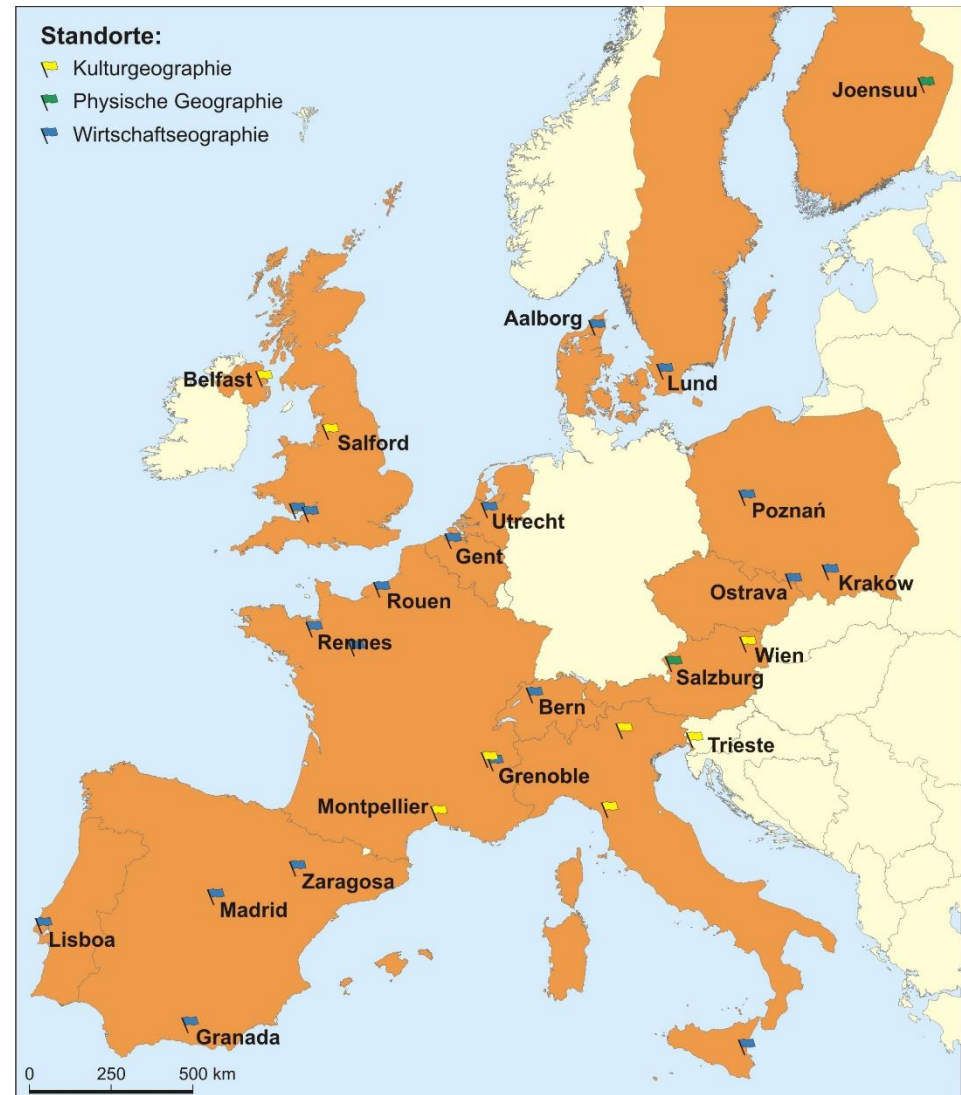 Standorte:
Kulturgeographie
Physische Geographie
Wirtschaftseographie
Joensuu
Aalborg
Lund
Belfast
Salford
Utrecht
Poznań
Gent
Ostrava
Kraków
Rouen
Rennes
Wien
Salzburg
Bern
Trieste
Grenoble
Montpellier
Zaragosa
Madrid
Lisboa
Granada
0 250 500 km